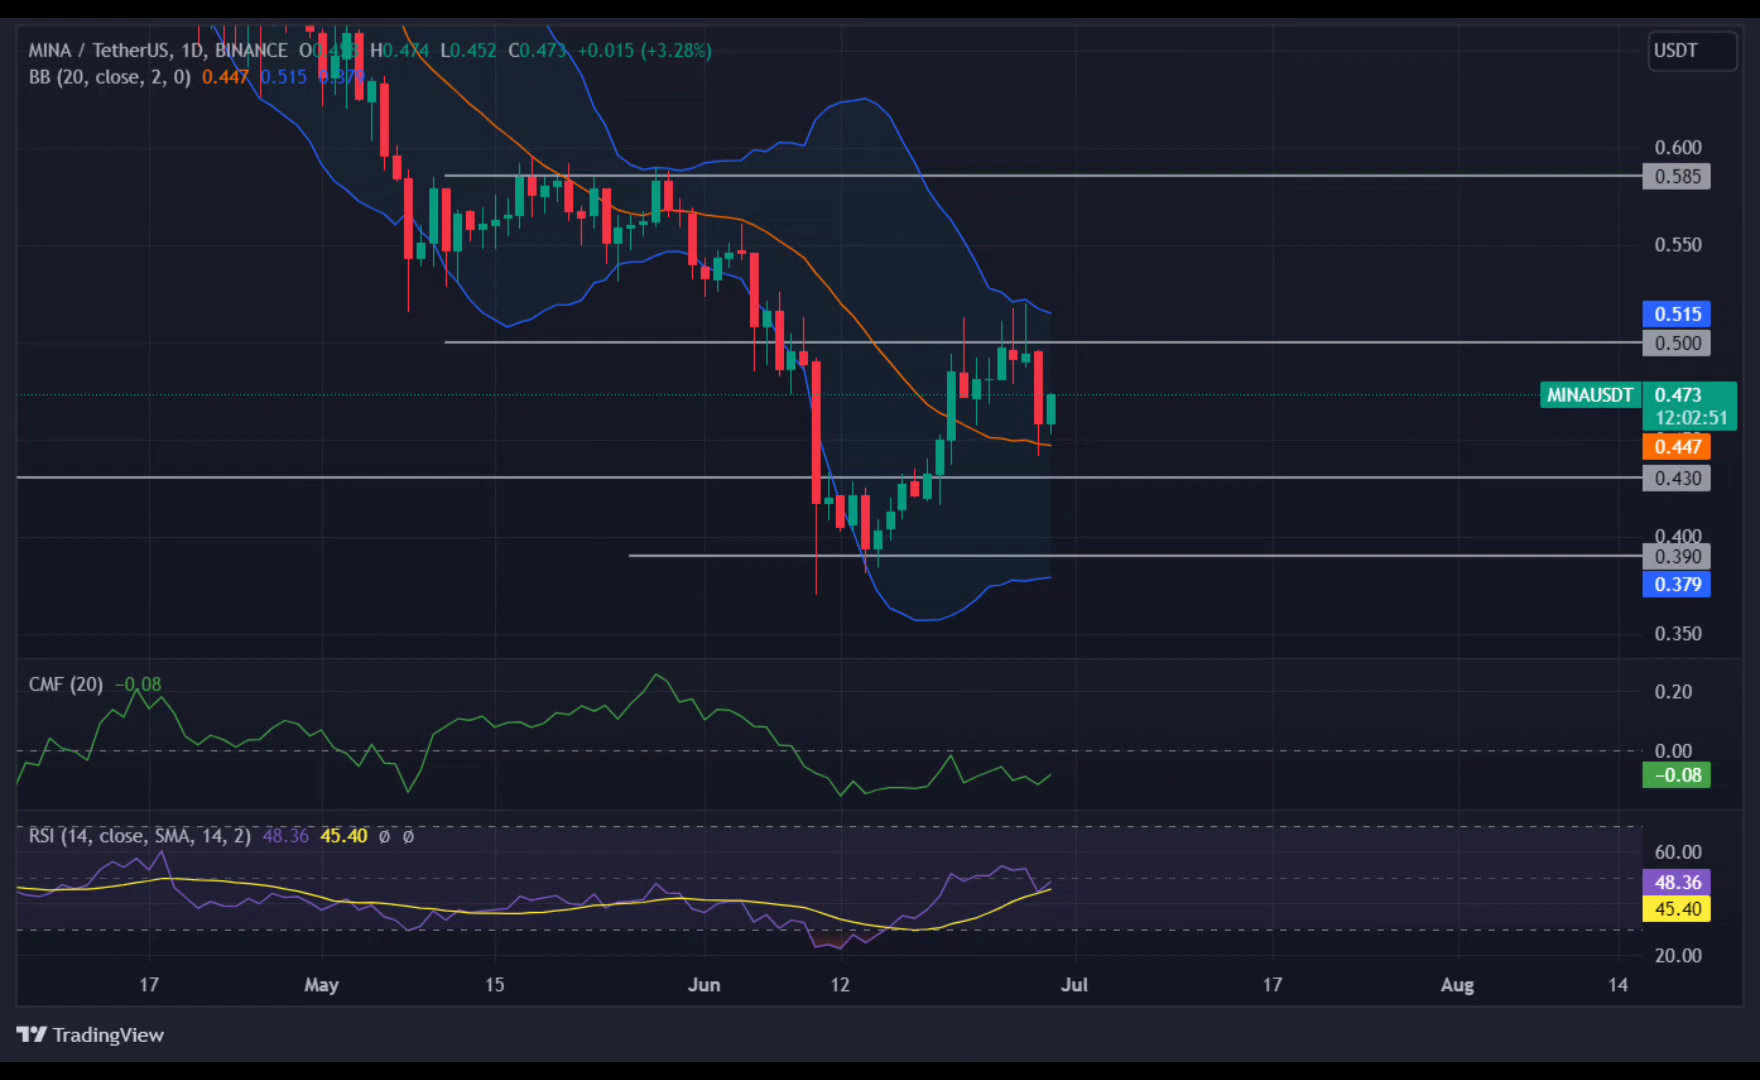 MINA / TetherUS, 1D, BINANCE H0.474 L0.452 C0.473 +0.015 (+3.28%)
USDT
BB (20, close, 2, 0) 0.447 0.515 0.379
0.600
0.585
0.550
0.515
0.500
MINAUSDT 0.473
12:02:51
0.447
0.430
0.400
0.390
0.379
0.350
CMF (20) −0.08
0.20
0.00
−0.08
RSI (14, close, SMA, 14, 2) 48.36 45.40 ø ø
60.00
48.36
45.40
20.00
17 May 15 Jun 12 Jul 17 Aug 14
TradingView